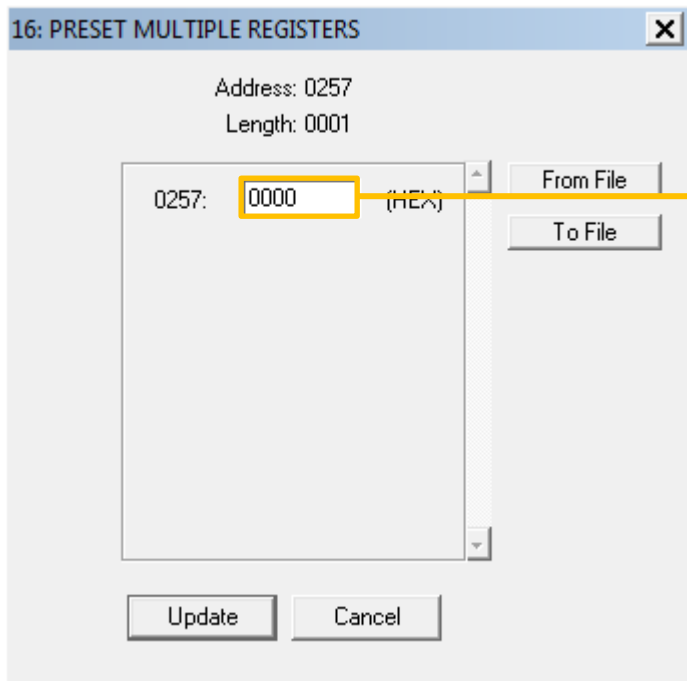 16: PRESET MULTIPLE REGISTERS
Address: 0257
Length: 0001
0257: 0000 (HEX)
From File
To File
Update Cancel